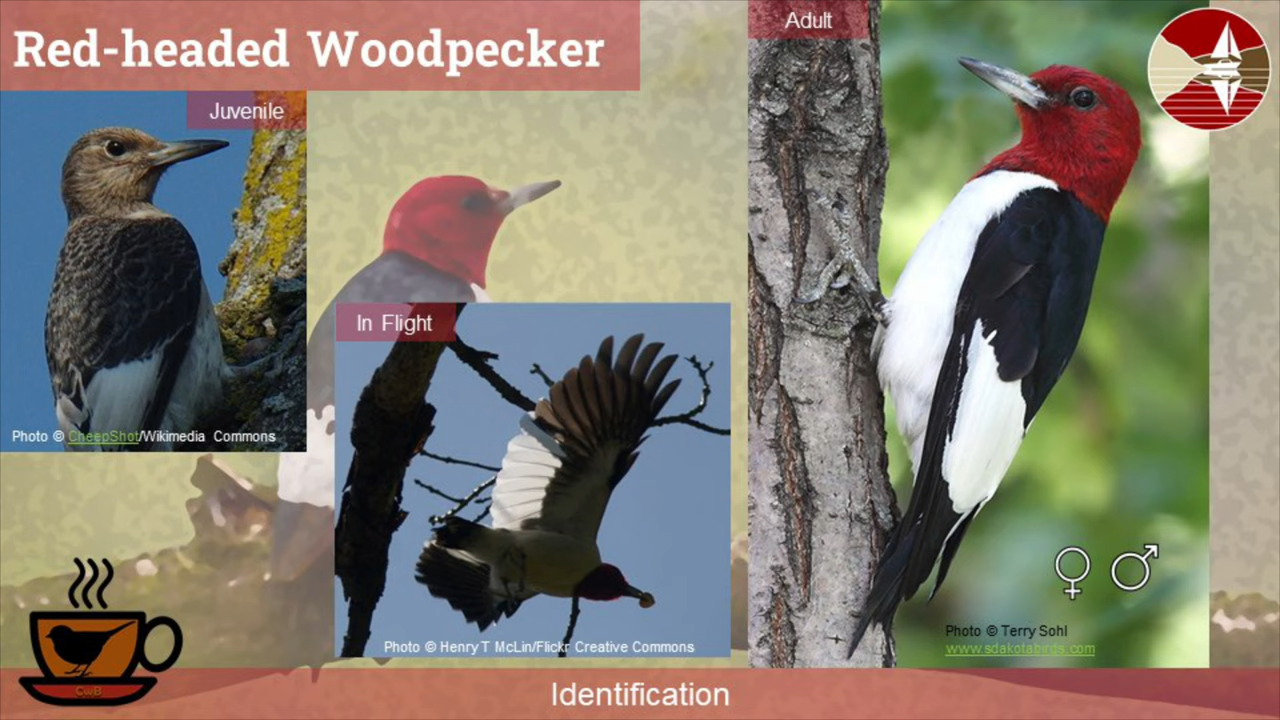 Red-headed Woodpecker
Juvenile
Photo © CheepShot/Wikimedia Commons
In Flight
Photo © Henry T McLin/Flickr Creative Commons
Adult
♀ ♂
Photo © Terry Sohl
www.sdakotabirds.com
CwB
Identification